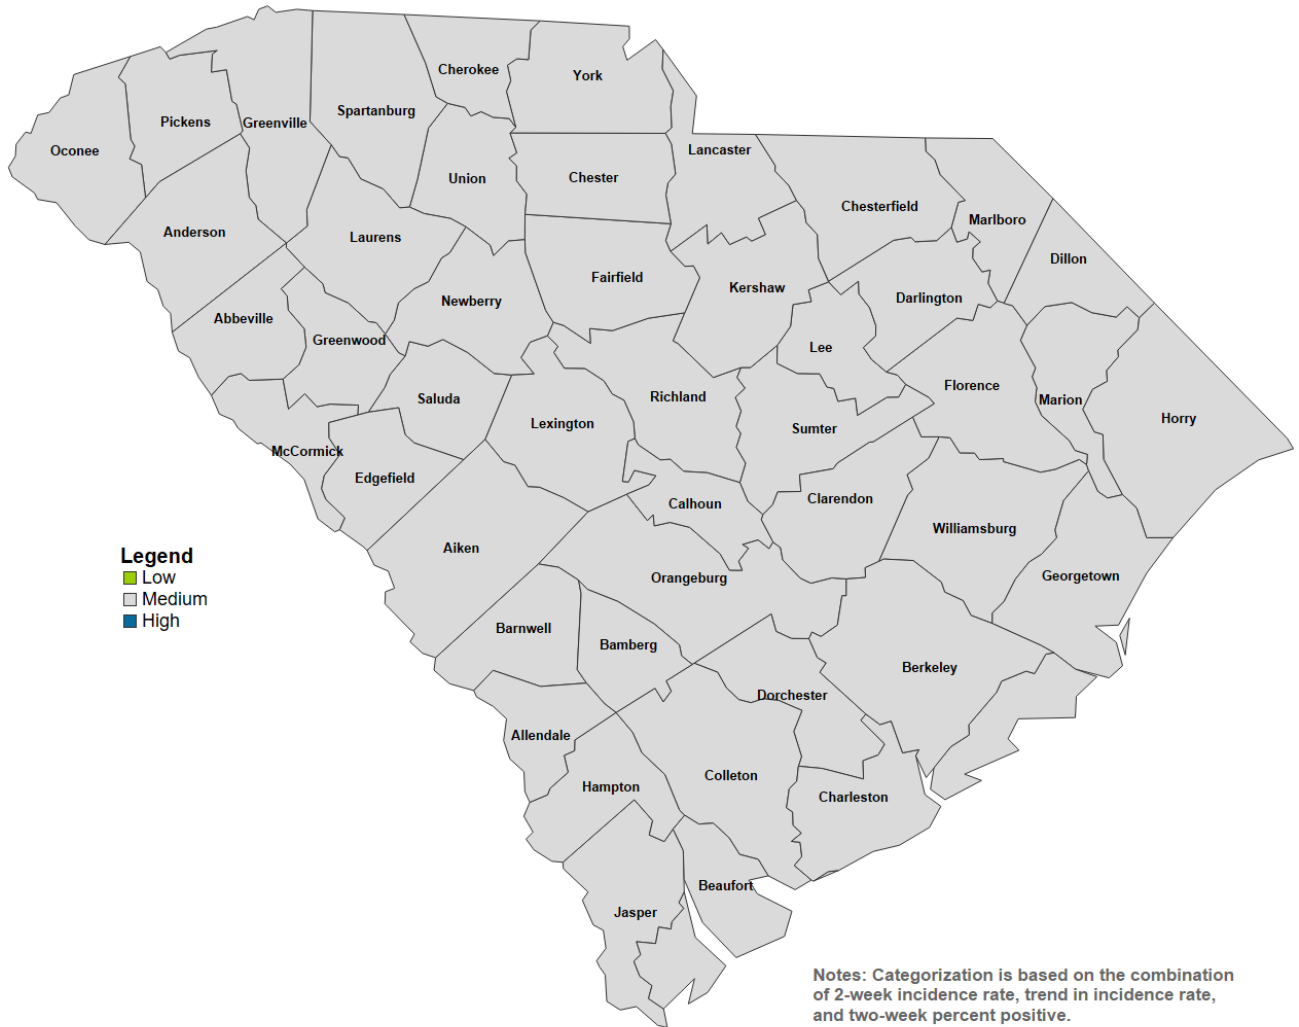 Cherokee
York
Spartanburg
Pickens
Greenville
Oconee
Lancaster
Union
Chester
Chesterfield
Marlboro
Anderson
Laurens
Dillon
Fairfield
Kershaw
Darlington
Newberry
Abbeville
Greenwood
Lee
Florence
Saluda
Richland
Marion
Horry
Lexington
Sumter
McCormick
Edgefield
Clarendon
Calhoun
Williamsburg
Aiken
Orangeburg
Georgetown
Legend
Low
Medium
High
Barnwell
Bamberg
Berkeley
Dorchester
Allendale
Colleton
Hampton
Charleston
Beaufort
Jasper
Notes: Categorization is based on the combination
of 2-week incidence rate, trend in incidence rate,
and two-week percent positive.